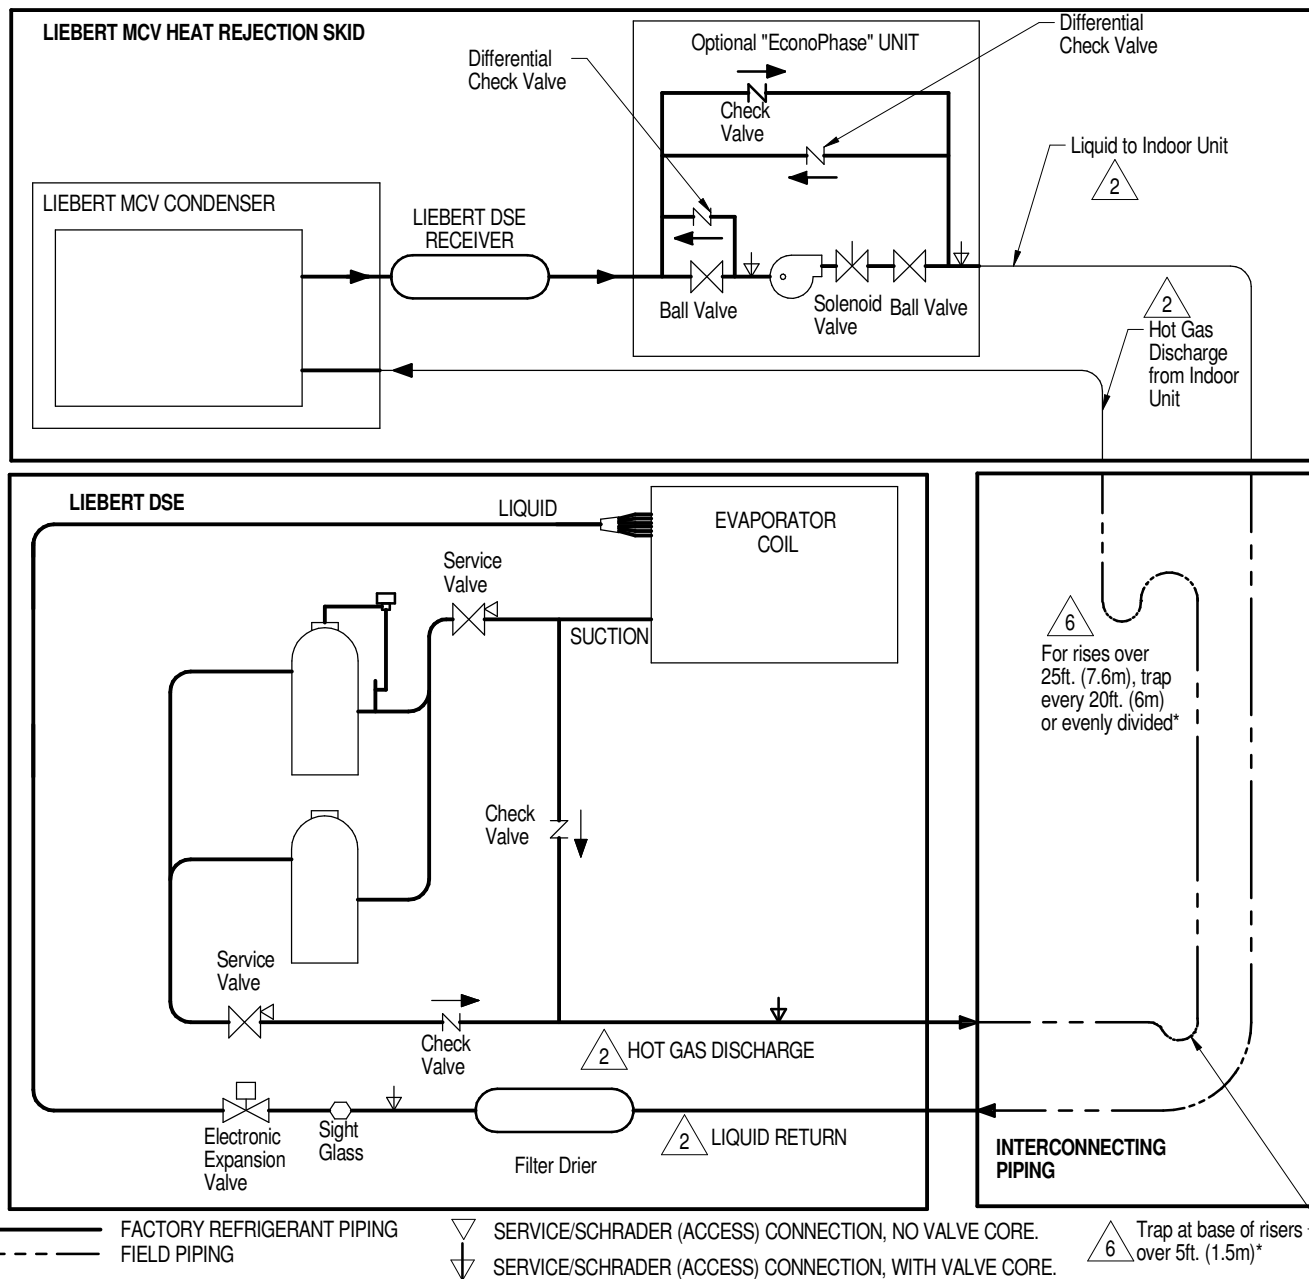 LIEBERT MCV HEAT REJECTION SKID
Differential
Check Valve
Optional "EconoPhase" UNIT
Differential
Check Valve
Check
Valve
Liquid to Indoor Unit
2
LIEBERT MCV CONDENSER
LIEBERT DSE
RECEIVER
Ball Valve
Solenoid
Valve
Ball Valve
2
Hot Gas
Discharge
from Indoor
Unit
LIEBERT DSE
LIQUID
EVAPORATOR
COIL
Service
Valve
SUCTION
6
For rises over
25ft. (7.6m), trap
every 20ft. (6m)
or evenly divided*
Check
Valve
Service
Valve
Check
Valve
2 HOT GAS DISCHARGE
Electronic
Expansion
Valve
Sight
Glass
Filter Drier
2 LIQUID RETURN
INTERCONNECTING
PIPING
FACTORY REFRIGERANT PIPING
FIELD PIPING
SERVICE/SCHRADER (ACCESS) CONNECTION, NO VALVE CORE.
SERVICE/SCHRADER (ACCESS) CONNECTION, WITH VALVE CORE.
6
Trap at base of risers
over 5ft. (1.5m)*